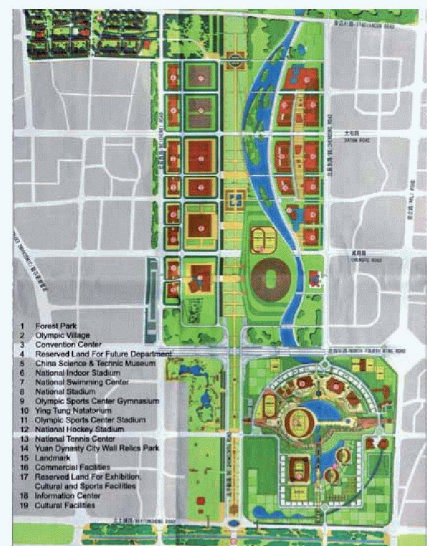 DATUN ROAD
1 Forest Park
2 Olympic Village
3 Convention Center
4 Reserved Land For Future Department
5 China Science & Technic Museum
6 National Indoor Stadium
7 National Swimming Center
8 National Stadium
9 Olympic Sports Center Gymnasium
10 Ying Tung Natatorium
11 Olympic Sports Center Stadium
12 National Hockey Stadium
13 National Tennis Center
14 Yuan Dynasty City Wall Relics Park
15 Landmark
16 Commercial Facilities
17 Reserved Land For Exhibition,
Cultural and Sports Facilities
18 Information Center
19 Cultural Facilities